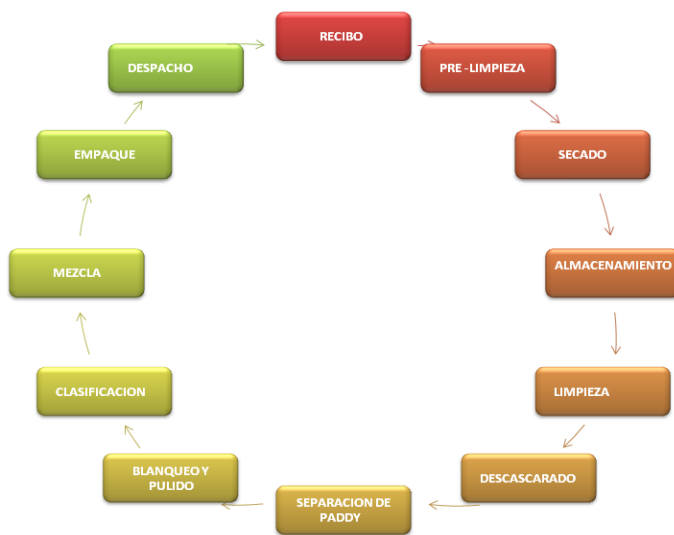 RECIBO
PRE -LIMPIEZA
SECADO
ALMACENAMIENTO
LIMPIEZA
DESCASCARADO
SEPARACION DE
PADDY
BLANQUEO Y
PULIDO
CLASIFICACION
MEZCLA
EMPAQUE
DESPACHO